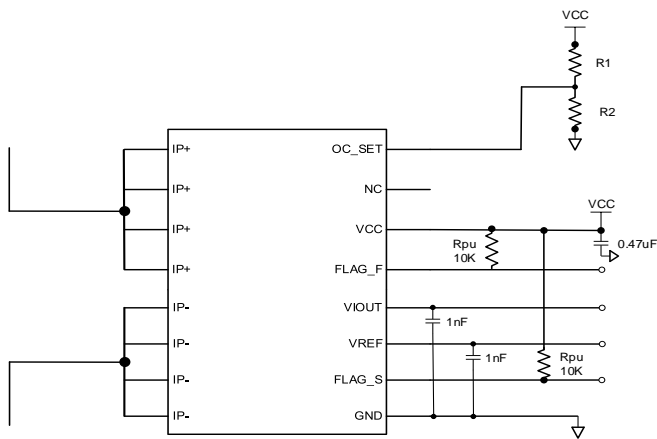 VCC
R1
R2
IP+
OC_SET
IP+
NC
VCC
IP+
VCC
Rpu
10K
0.47uF
IP+
FLAG_F
IP-
VIOUT
1nF
IP-
VREF
1nF
Rpu
10K
IP-
FLAG_S
IP-
GND